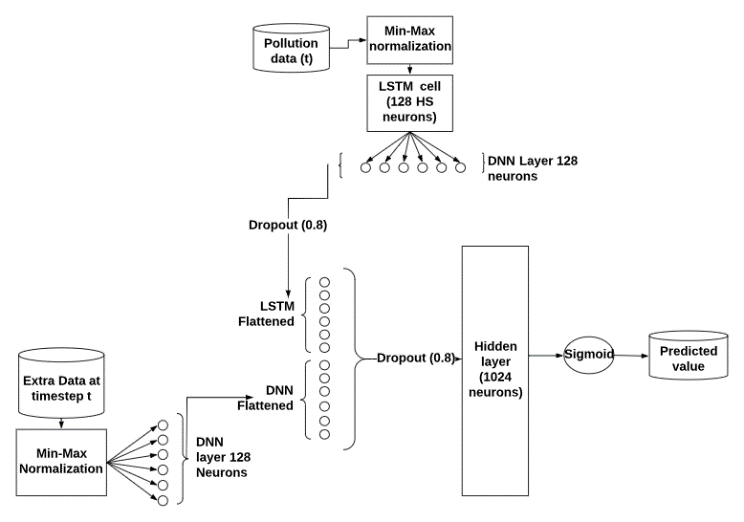 Pollution
data (t)
Min-Max
normalization
LSTM cell
(128 HS
neurons)
DNN Layer 128
neurons
Dropout (0.8)
LSTM
Flattened
DNN
Flattened
Dropout (0.8)
Hidden
layer
(1024
neurons)
Sigmoid
Predicted
value
Extra Data at
timestep t
Min-Max
Normalization
DNN
layer 128
Neurons